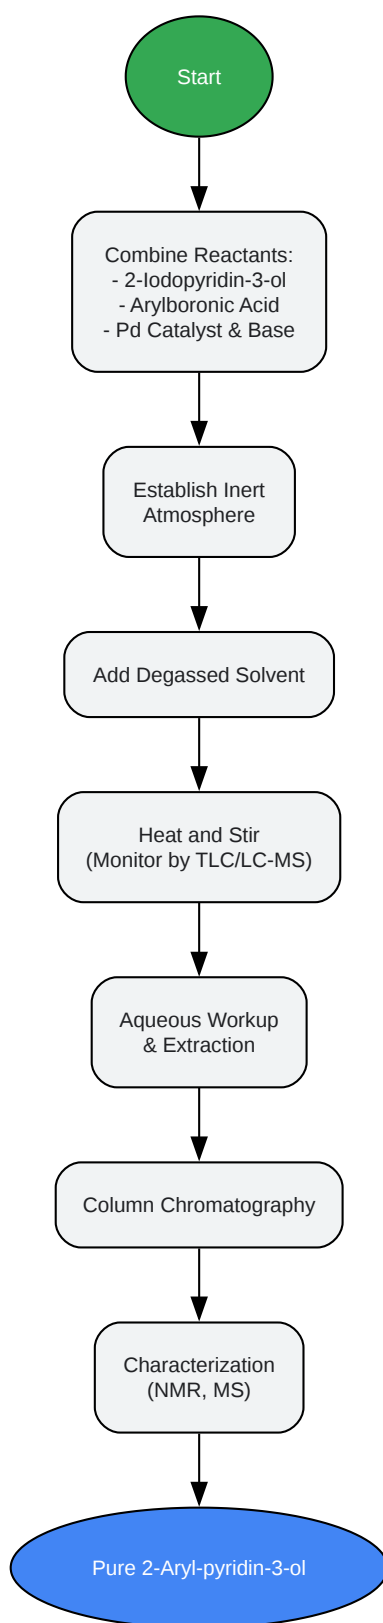 Start
Combine Reactants:
- 2-Iodopyridin-3-ol
- Arylboronic Acid
- Pd Catalyst & Base
Establish Inert
Atmosphere
Add Degassed Solvent
Heat and Stir
(Monitor by TLC/LC-MS)
Aqueous Workup
& Extraction
Column Chromatography
Characterization
(NMR, MS)
Pure 2-Aryl-pyridin-3-ol